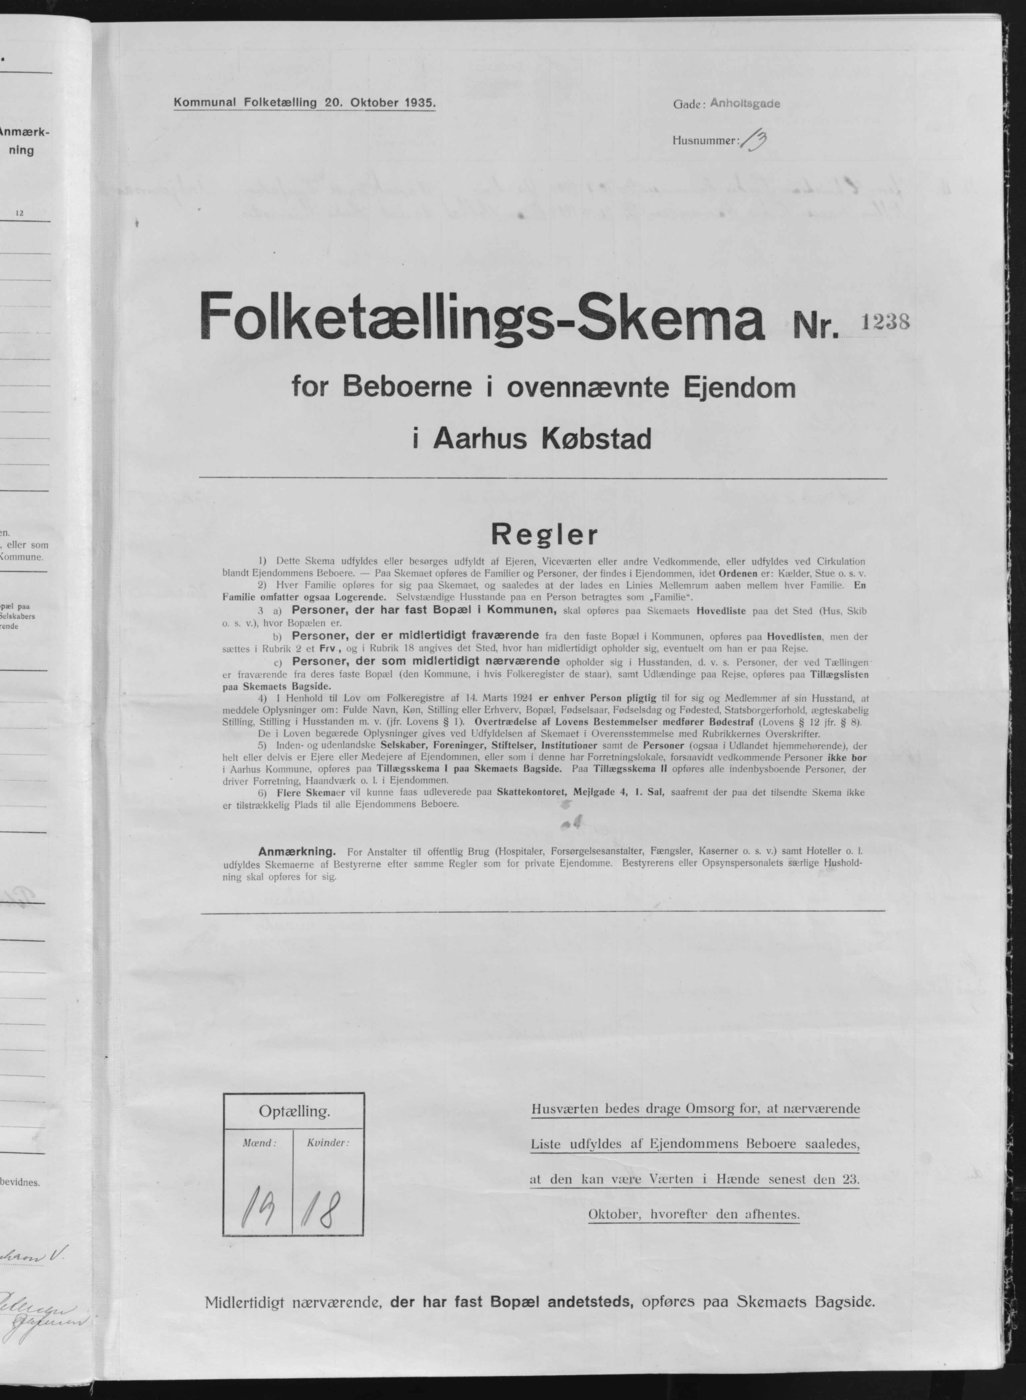 Anmærk-
ning
12
en.
, eller som
Kommune.
opæl paa
Selskabers
rende
bevidnes.
Kommunal Folketælling 20. Oktober 1935.
Gade: Anholtsgade
Husnummer: 13
Folketællings-Skema Nr. 1238
for Beboerne i ovennævnte Ejendom
i Aarhus Købstad
Regler
1) Dette Skema udfyldes eller besørges udfyldt af Ejeren, Viceværten eller andre Vedkommende, eller udfyldes ved Cirkulation
blandt Ejendommens Beboere. — Paa Skemaet opføres de Familier og Personer, der findes i Ejendommen, idet Ordenen er: Kælder, Stue o. s. v.
2) Hver Familie opføres for sig paa Skemaet, og saaledes at der lades en Linies Mellemrum aaben mellem hver Familie. En
Familie omfatter ogsaa Logerende. Selvstændige Husstande paa en Person betragtes som „Familie“.
3 a) Personer, der har fast Bopæl i Kommunen, skal opføres paa Skemaets Hovedliste paa det Sted (Hus, Skib
o. s. v.), hvor Bopælen er.
b) Personer, der er midlertidigt fraværende fra den faste Bopæl i Kommunen, opføres paa Hovedlisten, men der
sættes i Rubrik 2 et Frv., og i Rubrik 18 angives det Sted, hvor han midlertidigt opholder sig, eventuelt om han er paa Rejse.
c) Personer, der som midlertidigt nærværende opholder sig i Husstanden, d. v. s. Personer, der ved Tællingen
er fraværende fra deres faste Bopæl (den Kommune, i hvis Folkeregister de staar), samt Udlændinge paa Rejse, opføres paa Tillægslisten
paa Skemaets Bagside.
4) I Henhold til Lov om Folkeregistre af 14. Marts 1924 er enhver Person pligtig til for sig og Medlemmer af sin Husstand, at
meddele Oplysninger om: Fulde Navn, Køn, Stilling eller Erhverv, Bopæl, Fødselsaar, Fødselsdag og Fødested, Statsborgerforhold, ægteskabelig
Stilling, Stilling i Husstanden m. v. (jfr. Lovens § 1). Overtrædelse af Lovens Bestemmelser medfører Bødestraf (Lovens § 12 jfr. § 8).
De i Loven begærede Oplysninger gives ved Udfyldelsen af Skemaet i Overensstemmelse med Rubrikkernes Overskrifter.
5) Inden- og udenlandske Selskaber, Foreninger, Stiftelser, Institutioner samt de Personer (ogsaa i Udlandet hjemmehørende), der
helt eller delvis er Ejere eller Medejere af Ejendommen, eller som i denne har Forretningslokale, forsaavidt vedkommende Personer ikke bor
i Aarhus Kommune, opføres paa Tillægsskema I paa Skemaets Bagside. Paa Tillægsskema II opføres alle indenbysboende Personer, der
driver Forretning, Haandværk o. l. i Ejendommen.
6) Flere Skemaer vil kunne faas udleverede paa Skattekontoret, Mejlgade 4, 1. Sal, saafremt der paa det tilsendte Skema ikke
er tilstrækkelig Plads til alle Ejendommens Beboere.
Anmærkning. For Anstalter til offentlig Brug (Hospitaler, Forsørgelsesanstalter, Fængsler, Kaserner o. s. v.) samt Hoteller o. l.
udfyldes Skemaerne af Bestyrerne efter samme Regler som for private Ejendomme. Bestyrerens eller Opsynspersonalets særlige Hushold-
ning skal opføres for sig.
Optælling.
Mænd: Kvinder:
19 18
Husværten bedes drage Omsorg for, at nærværende
Liste udfyldes af Ejendommens Beboere saaledes,
at den kan være Værten i Hænde senest den 23.
Oktober, hvorefter den afhentes.
Midlertidigt nærværende, der har fast Bopæl andetsteds, opføres paa Skemaets Bagside.